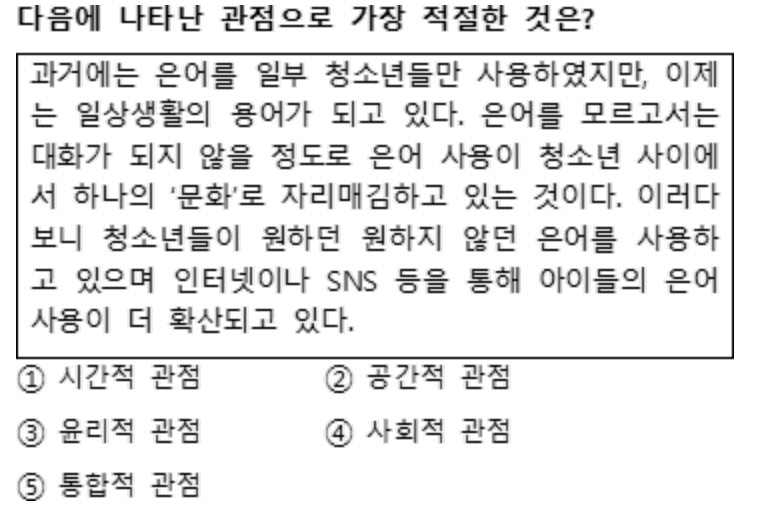 다음에 나타난 관점으로 가장 적절한 것은?
과거에는 은어를 일부 청소년들만 사용하였지만, 이제
는 일상생활의 용어가 되고 있다. 은어를 모르고서는
대화가 되지 않을 정도로 은어 사용이 청소년 사이에
서 하나의 '문화'로 자리매김하고 있는 것이다. 이러다
보니 청소년들이 원하던 원하지 않던 은어를 사용하
고 있으며 인터넷이나 SNS 등을 통해 아이들의 은어
사용이 더 확산되고 있다.
① 시간적 관점 ② 공간적 관점
③ 윤리적 관점 ④ 사회적 관점
⑤ 통합적 관점